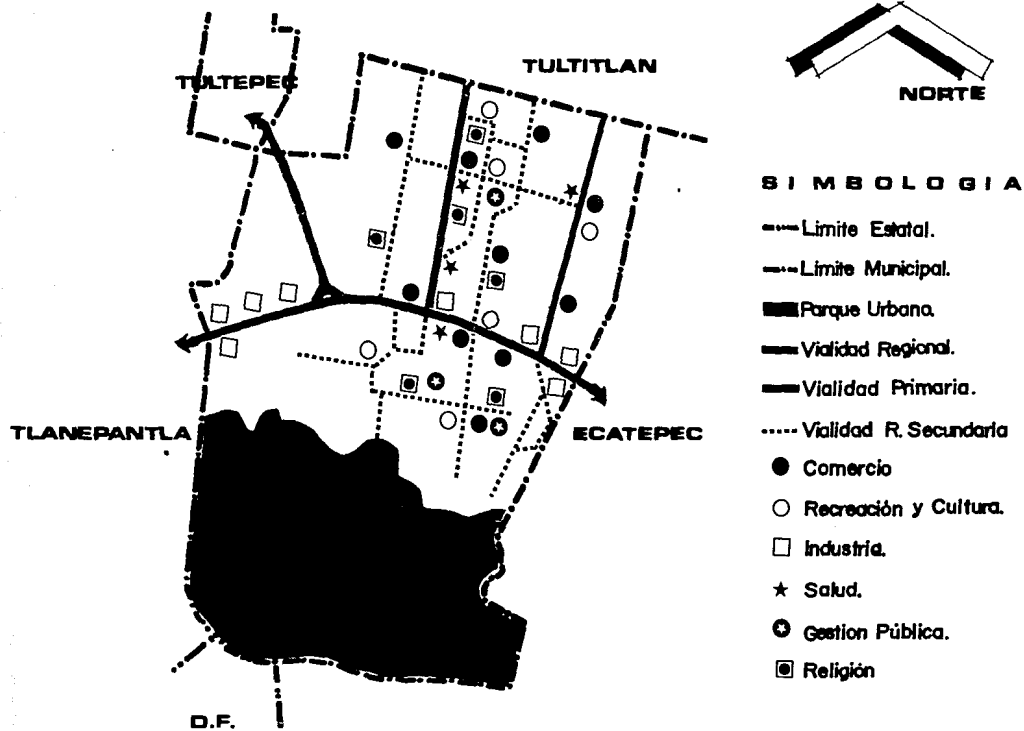 TULTEPEC
TULTITLAN
TLANEPANTLA
ECATEPEC
D.F.
NORTE
SIMBOLOGIA
Limite Estatal.
Limite Municipal.
Parque Urbano.
Vialidad Regional.
Vialidad Primaria.
Vialidad R. Secundaria
Comercio
Recreación y Cultura.
Industria.
Salud.
Gestion Pública.
Religión